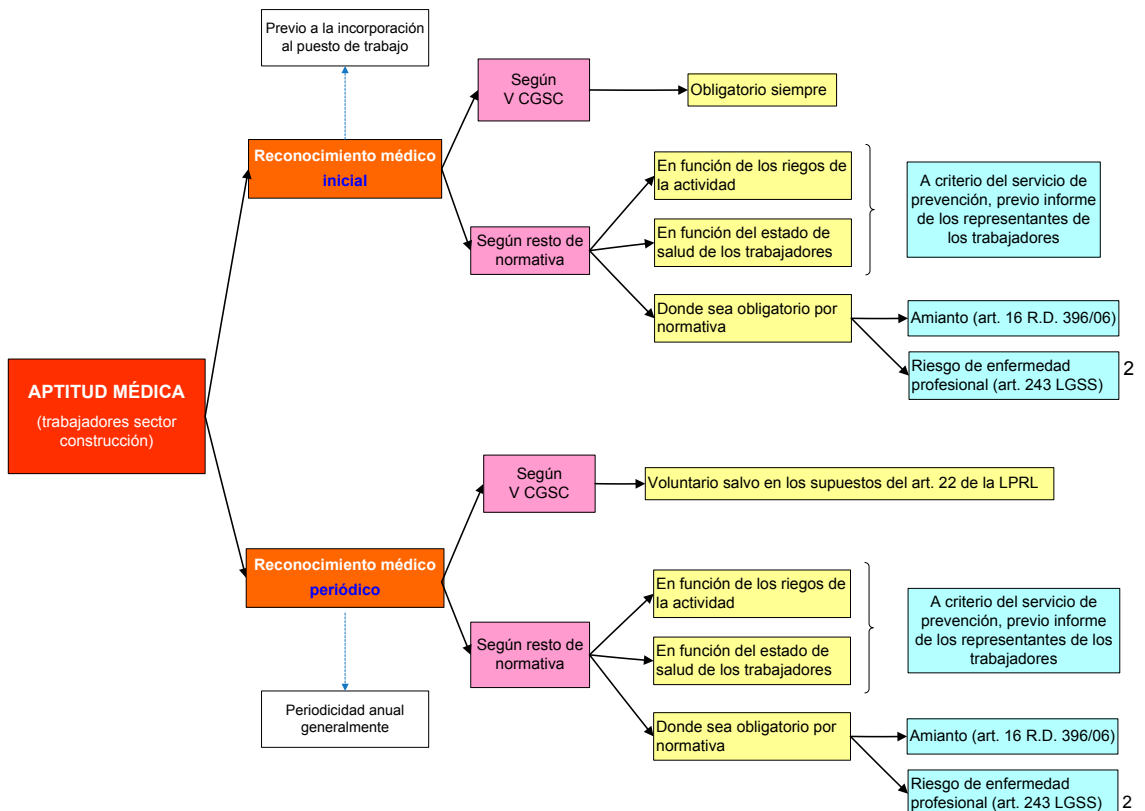 Previo a la incorporación
al puesto de trabajo
Según
V CGSC
Obligatorio siempre
Reconocimiento médico
inicial
En función de los riegos de
la actividad
A criterio del servicio de
prevención, previo informe
de los representantes de
los trabajadores
Según resto de
normativa
En función del estado de
salud de los trabajadores
Donde sea obligatorio por
normativa
Amianto (art. 16 R.D. 396/06)
Riesgo de enfermedad
profesional (art. 243 LGSS)
2
APTITUD MÉDICA
(trabajadores sector
construcción)
Según
V CGSC
Voluntario salvo en los supuestos del art. 22 de la LPRL
Reconocimiento médico
periódico
En función de los riegos de
la actividad
A criterio del servicio de
prevención, previo informe
de los representantes de los
trabajadores
Según resto de
normativa
En función del estado de
salud de los trabajadores
Periodicidad anual
generalmente
Donde sea obligatorio por
normativa
Amianto (art. 16 R.D. 396/06)
Riesgo de enfermedad
profesional (art. 243 LGSS)
2